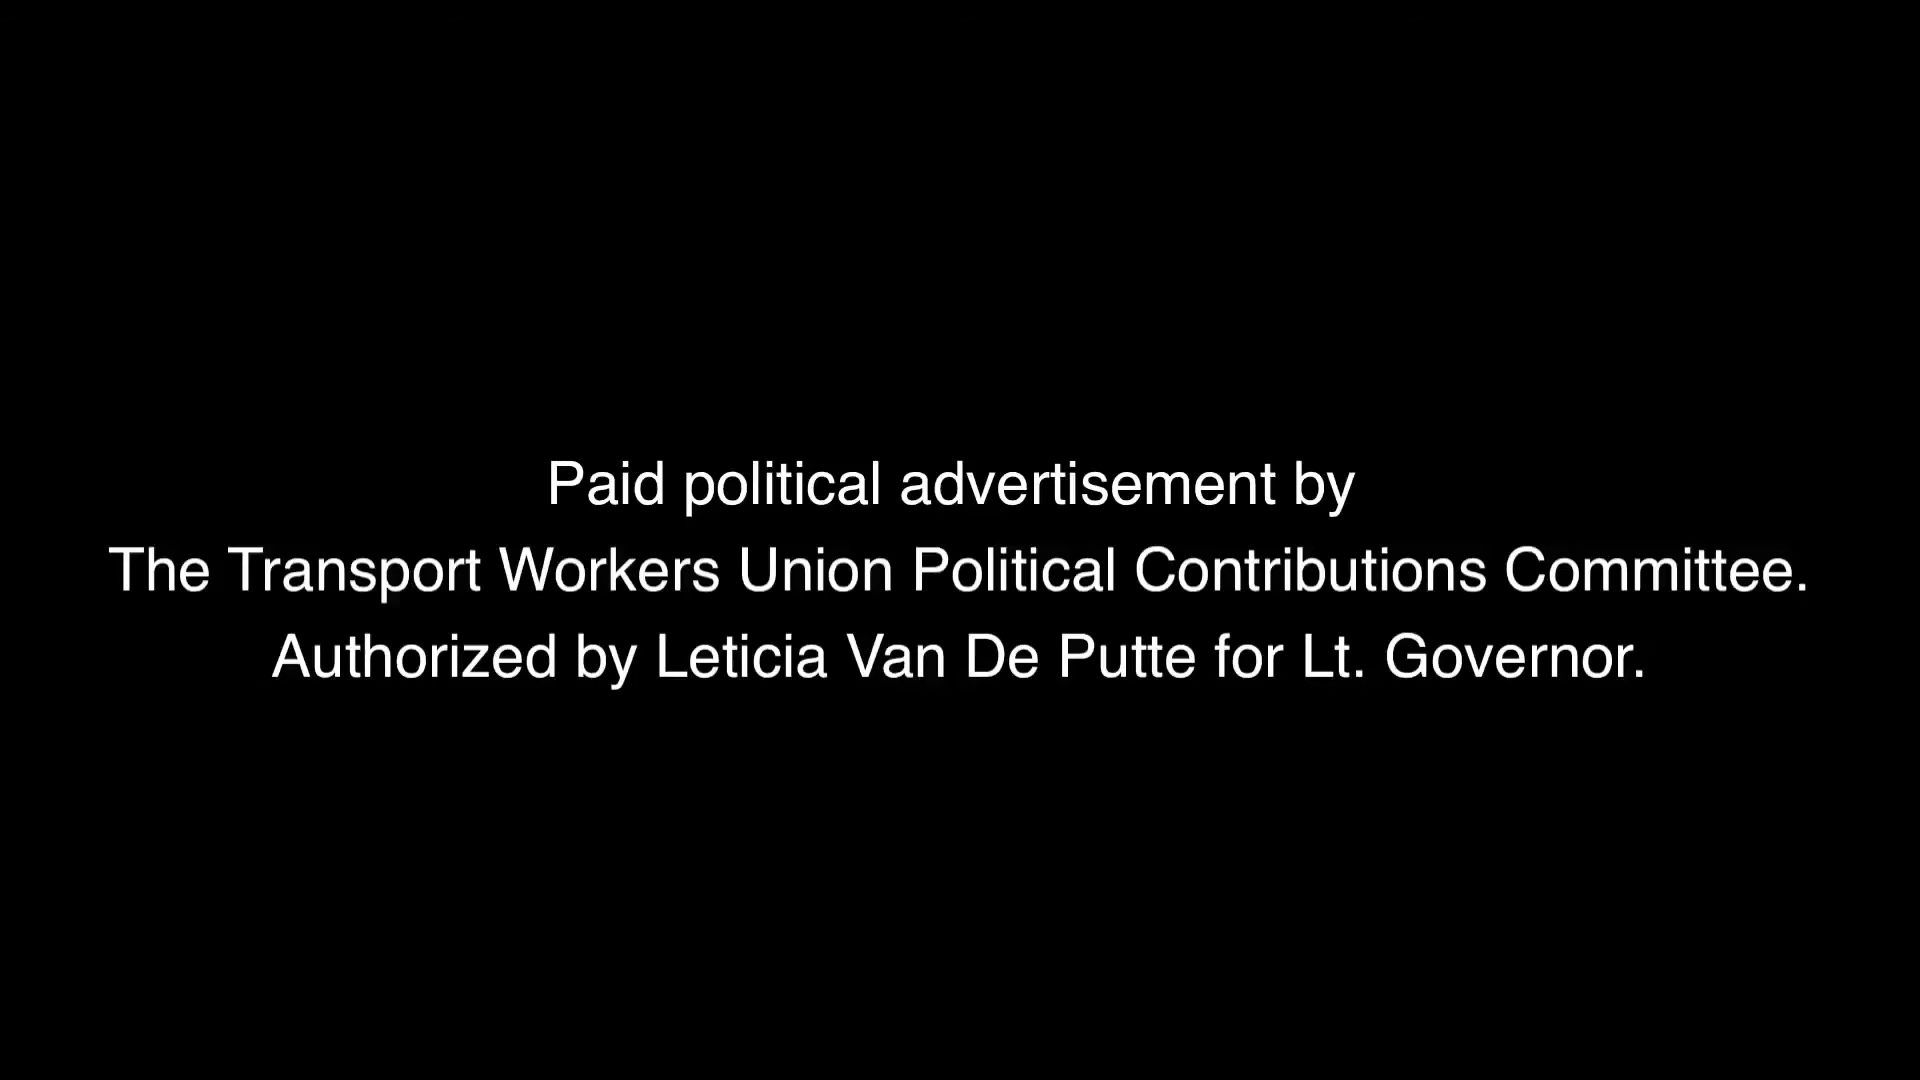 Paid political advertisement by
The Transport Workers Union Political Contributions Committee.
Authorized by Leticia Van De Putte for Lt. Governor.